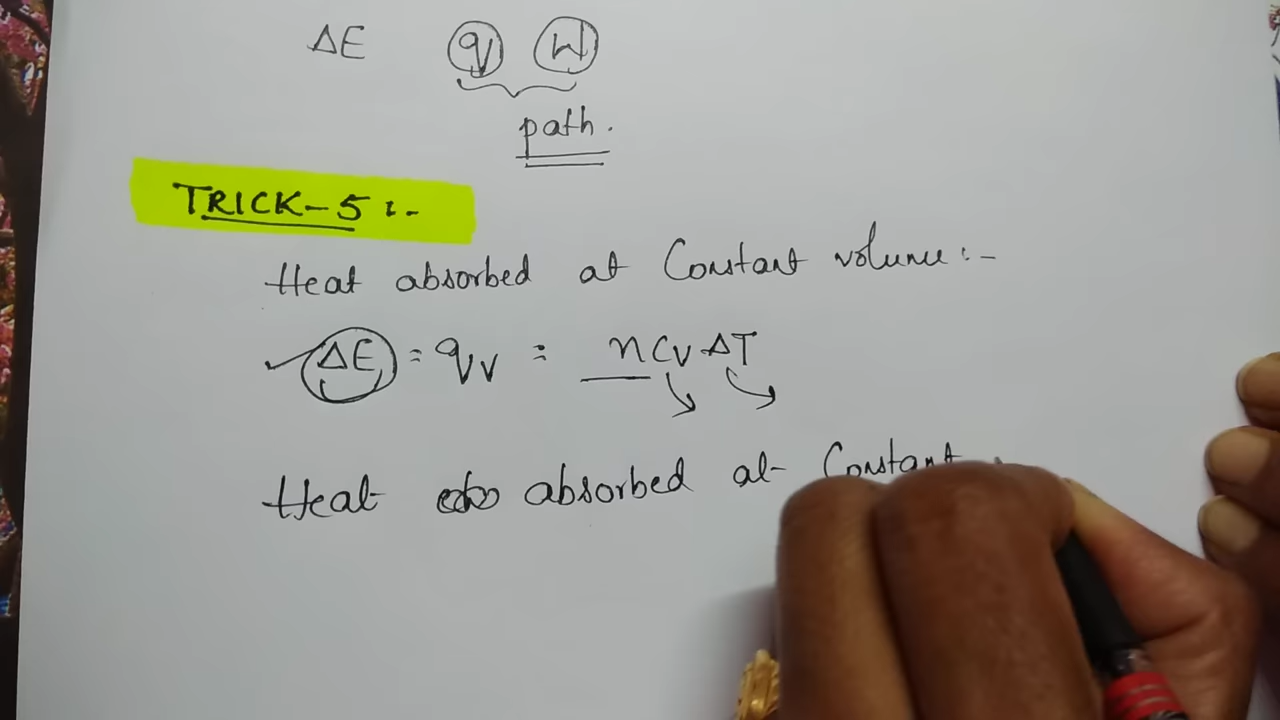 ΔE q W
path.
TRICK-5:-
Heat absorbed at Constant volume:-
ΔE = qv = nCvΔT
Heat absorbed at Constant